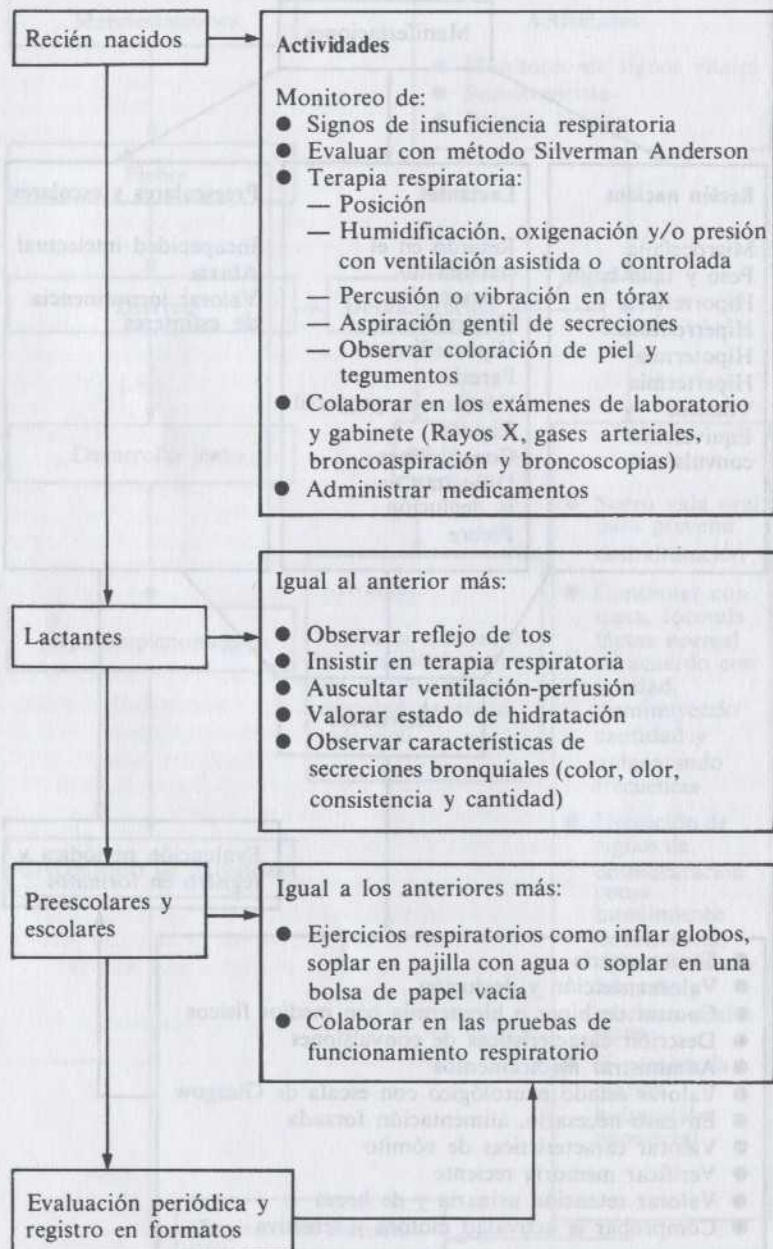 Recién nacidos
Actividades
Monitoreo de:
● Signos de insuficiencia respiratoria
● Evaluar con método Silverman Anderson
● Terapia respiratoria:
— Posición
— Humidificación, oxigenación y/o presión
con ventilación asistida o controlada
— Percusión o vibración en tórax
— Aspiración gentil de secreciones
— Observar coloración de piel y
tegumentos
● Colaborar en los exámenes de laboratorio
y gabinete (Rayos X, gases arteriales,
broncoaspiración y broncoscopias)
● Administrar medicamentos
Lactantes
Igual al anterior más:
● Observar reflejo de tos
● Insistir en terapia respiratoria
● Auscultar ventilación-perfusión
● Valorar estado de hidratación
● Observar características de
secreciones bronquiales (color, olor,
consistencia y cantidad)
Preescolares y
escolares
Igual a los anteriores más:
● Ejercicios respiratorios como inflar globos,
soplar en pajilla con agua o soplar en una
bolsa de papel vacía
● Colaborar en las pruebas de
funcionamiento respiratorio
Evaluación periódica y
registro en formatos